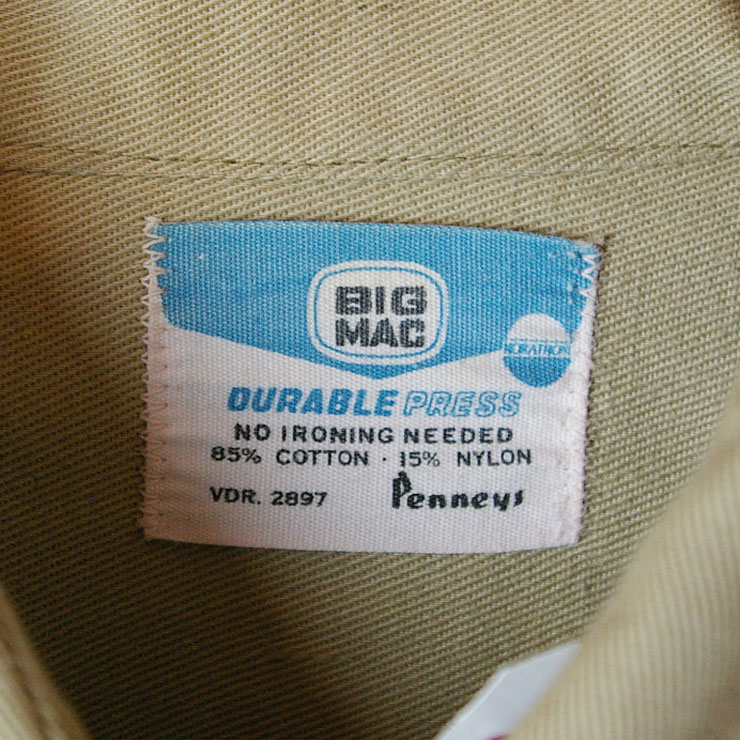 BIG
MAC
DURABLE PRESS
NO IRONING NEEDED
85% COTTON · 15% NYLON
VDR. 2897 Penneys